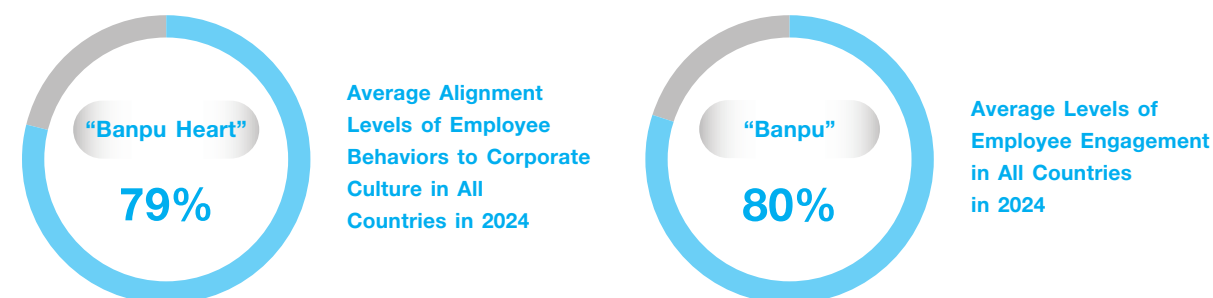 “Banpu Heart”
79%
Average Alignment
Levels of Employee
Behaviors to Corporate
Culture in All
Countries in 2024
“Banpu”
80%
Average Levels of
Employee Engagement
in All Countries
in 2024